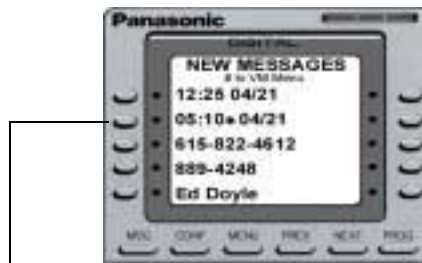 Panasonic
DIGITAL
NEW MESSAGES
# to VM Menu
12:25 04/21
05:10a 04/21
615-822-4612
889-4248
Ed Doyle
MSG CONF MENU PREV NEXT PROG